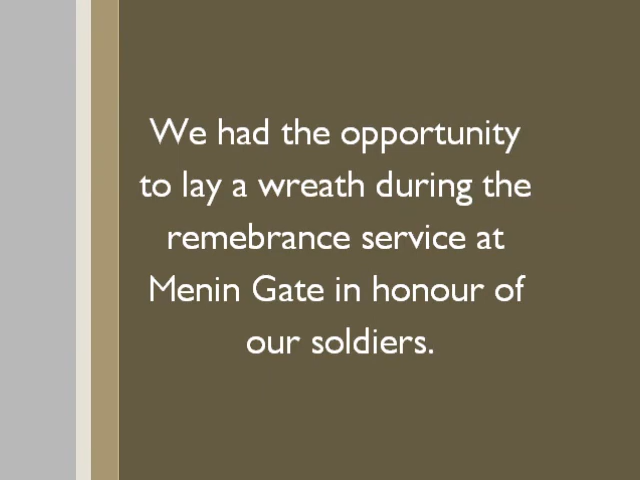 We had the opportunity
to lay a wreath during the
remebrance service at
Menin Gate in honour of
our soldiers.